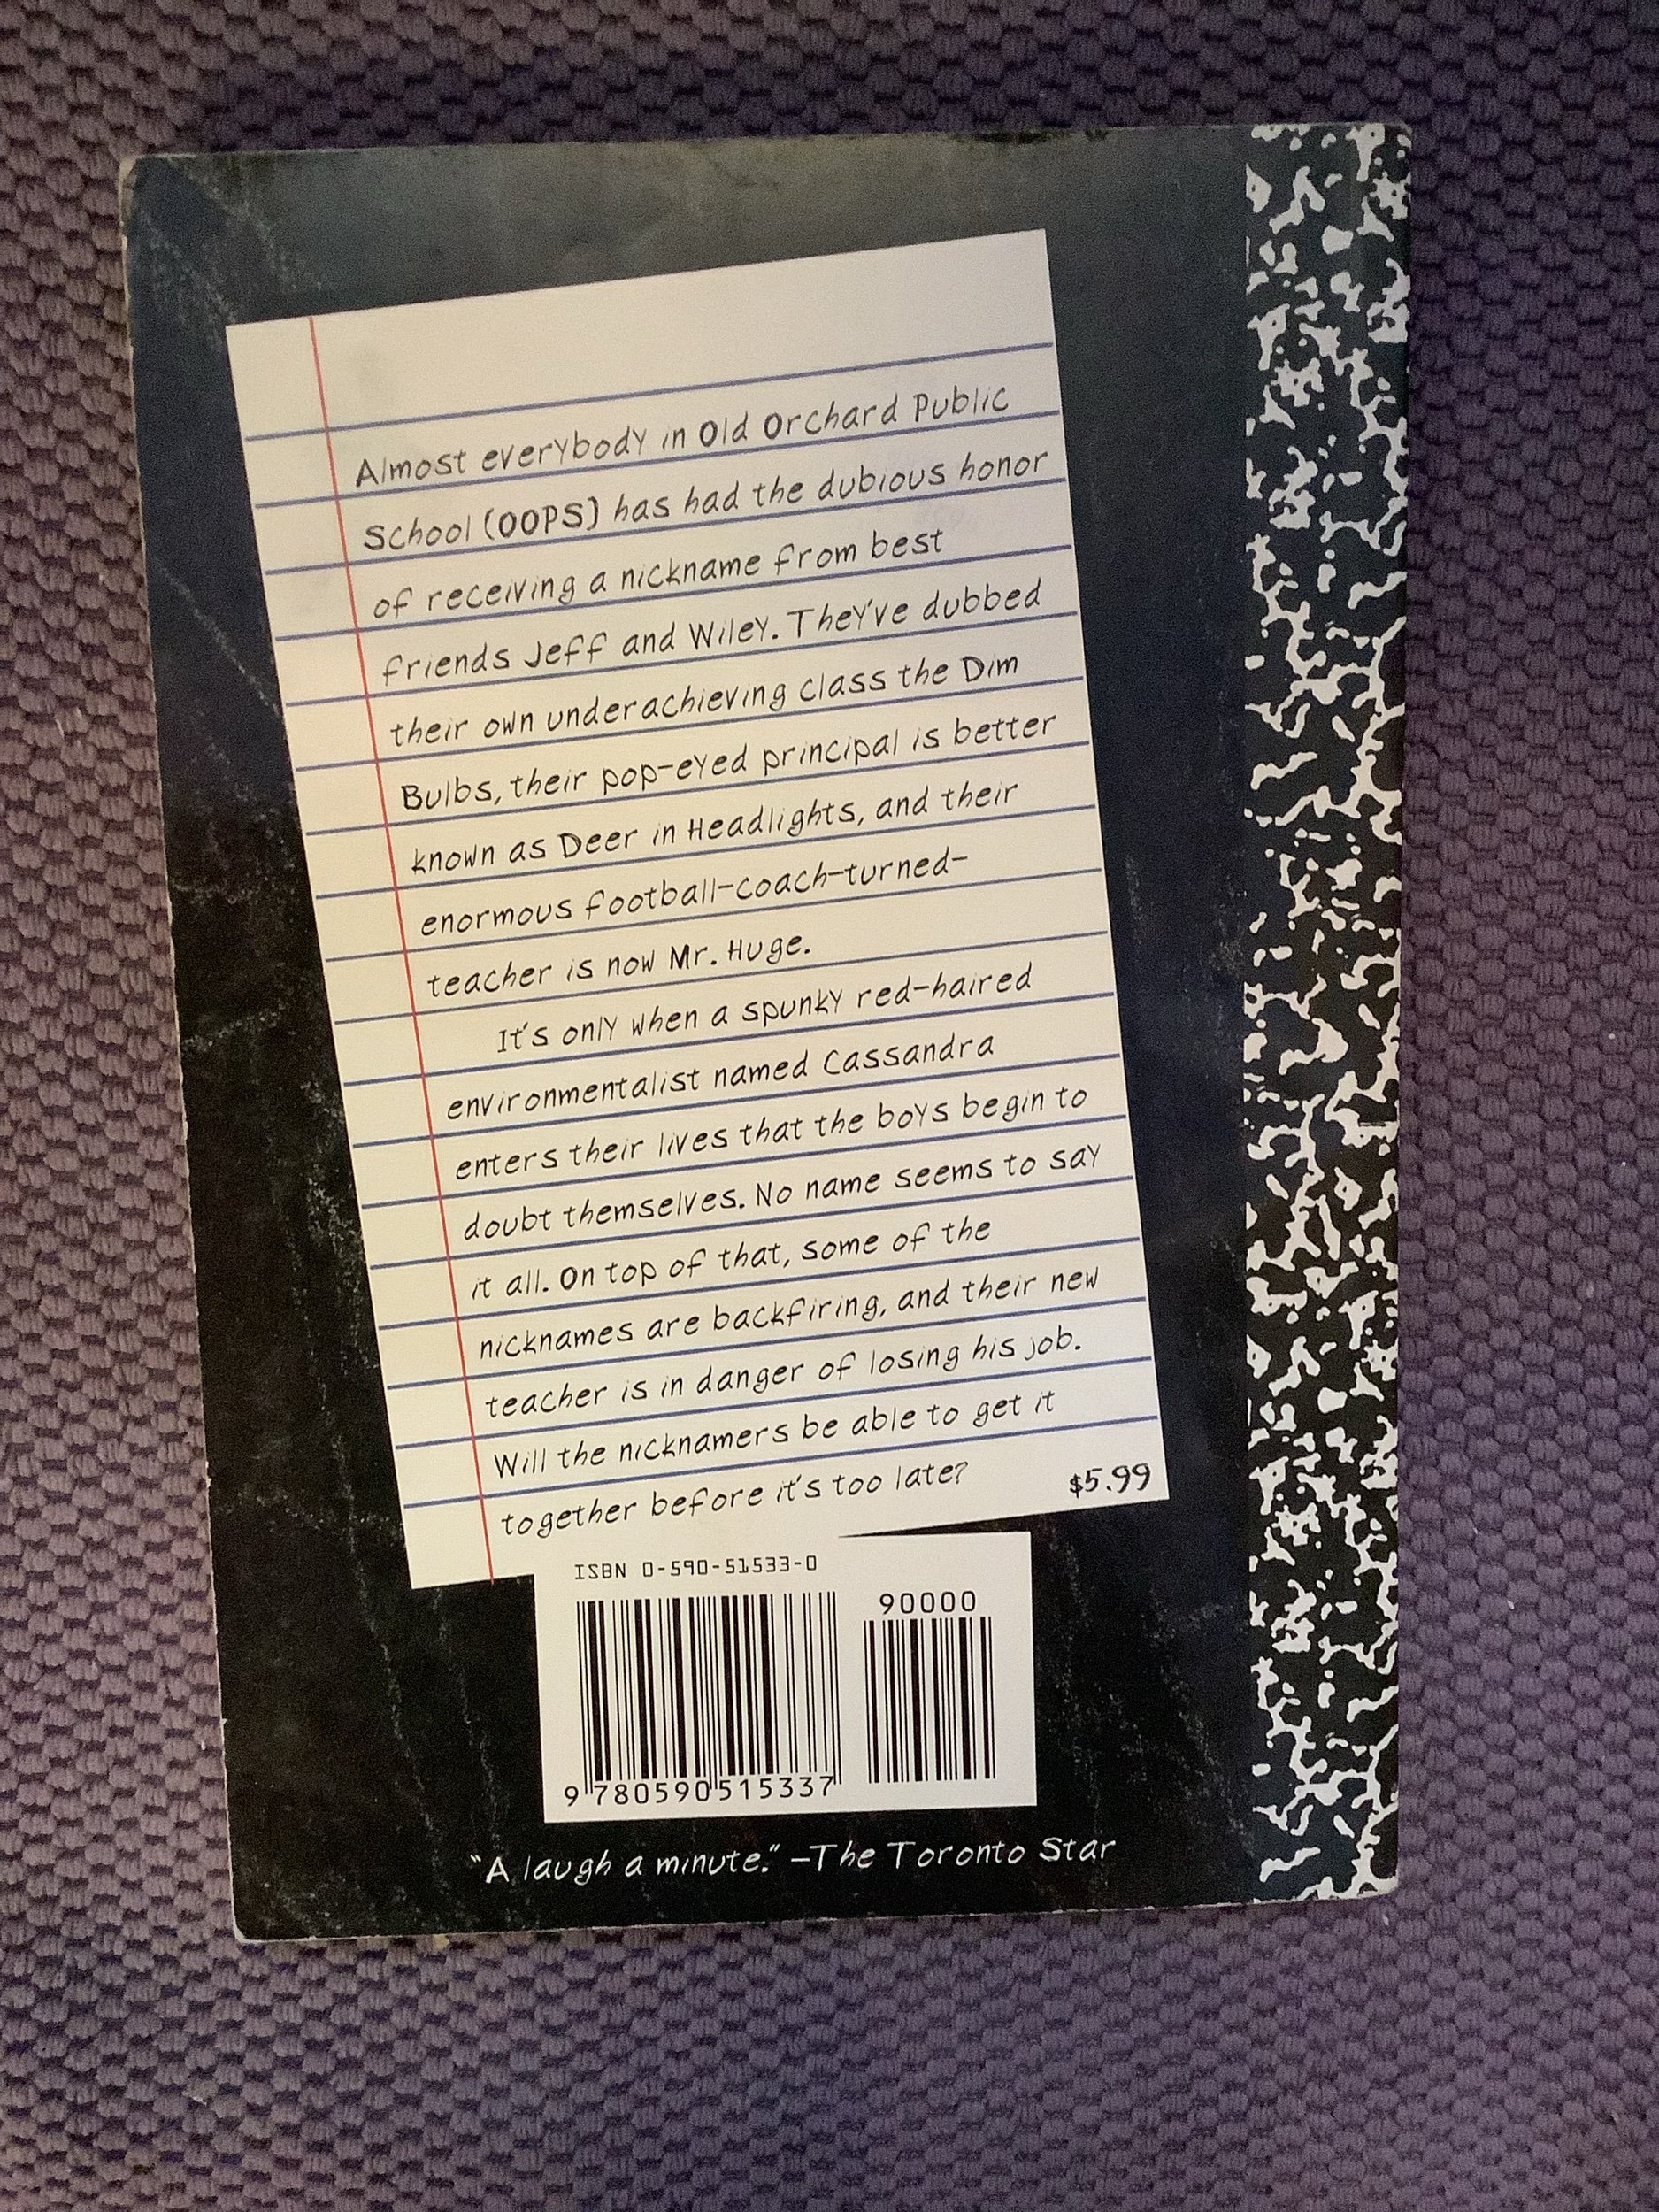 Almost everybody in Old Orchard Public
School (OOPS) has had the dubious honor
of receiving a nickname from best
friends Jeff and Wiley. They've dubbed
their own underachieving class the Dim
Bulbs, their pop-eyed principal is better
known as Deer in Headlights, and their
enormous football-coach-turned-
teacher is now Mr. Huge.
It's only when a spunky red-haired
environmentalist named Cassandra
enters their lives that the boys begin to
doubt themselves. No name seems to say
it all. On top of that, some of the
nicknames are backfiring, and their new
teacher is in danger of losing his job.
Will the nicknamers be able to get it
together before it's too late?
$5.99
ISBN 0-590-51533-0
90000
9 780590 515337
"A laugh a minute." —The Toronto Star